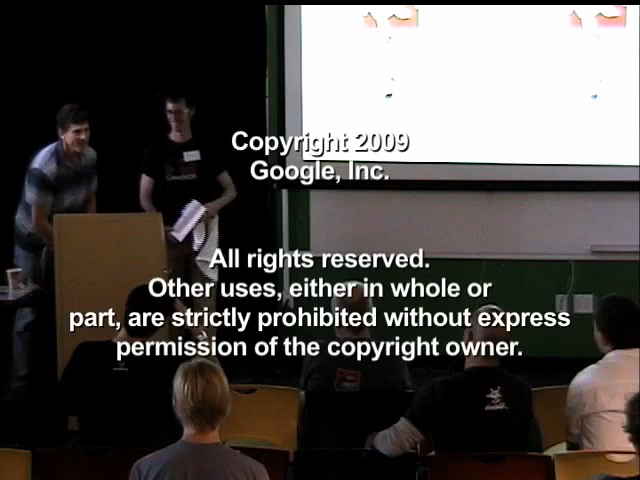 Copyright 2009
Google, Inc.
All rights reserved.
Other uses, either in whole or
part, are strictly prohibited without express
permission of the copyright owner.